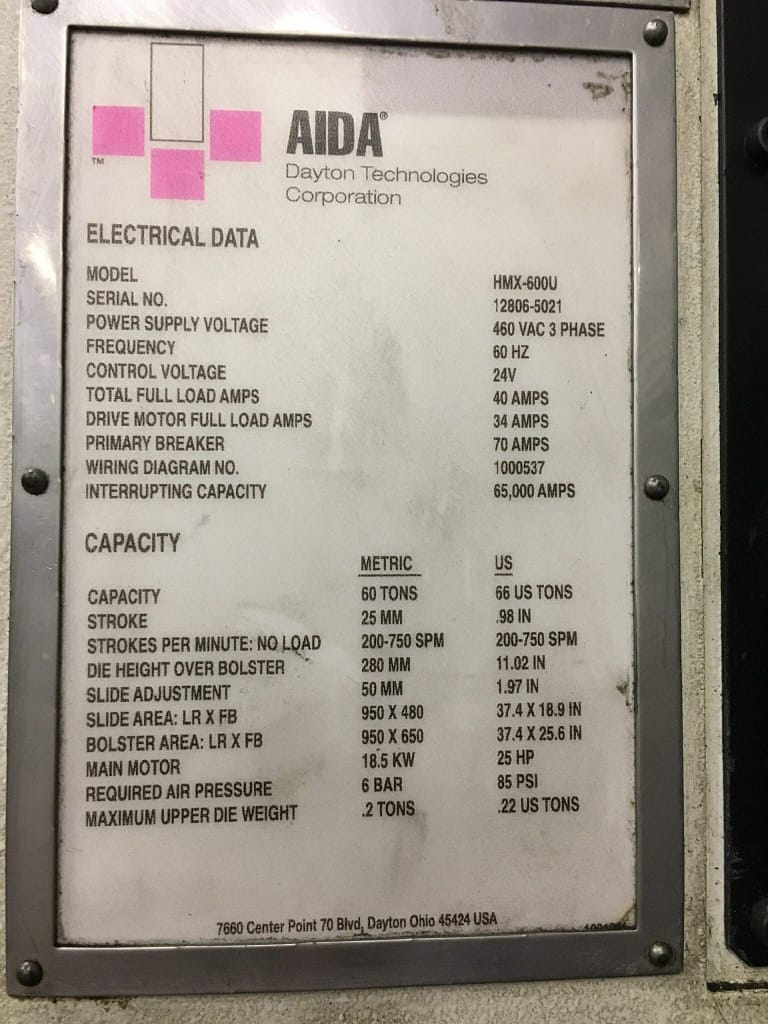 TM
AIDA®
Dayton Technologies
Corporation
ELECTRICAL DATA
MODEL HMX-600U
SERIAL NO. 12806-5021
POWER SUPPLY VOLTAGE 460 VAC 3 PHASE
FREQUENCY 60 HZ
CONTROL VOLTAGE 24V
TOTAL FULL LOAD AMPS 40 AMPS
DRIVE MOTOR FULL LOAD AMPS 34 AMPS
PRIMARY BREAKER 70 AMPS
WIRING DIAGRAM NO. 1000537
INTERRUPTING CAPACITY 65,000 AMPS
CAPACITY
METRIC US
CAPACITY 60 TONS 66 US TONS
STROKE 25 MM .98 IN
STROKES PER MINUTE: NO LOAD 200-750 SPM 200-750 SPM
DIE HEIGHT OVER BOLSTER 280 MM 11.02 IN
SLIDE ADJUSTMENT 50 MM 1.97 IN
SLIDE AREA: LR X FB 950 X 480 37.4 X 18.9 IN
BOLSTER AREA: LR X FB 950 X 650 37.4 X 25.6 IN
MAIN MOTOR 18.5 KW 25 HP
REQUIRED AIR PRESSURE 6 BAR 85 PSI
MAXIMUM UPPER DIE WEIGHT .2 TONS .22 US TONS
7660 Center Point 70 Blvd, Dayton Ohio 45424 USA